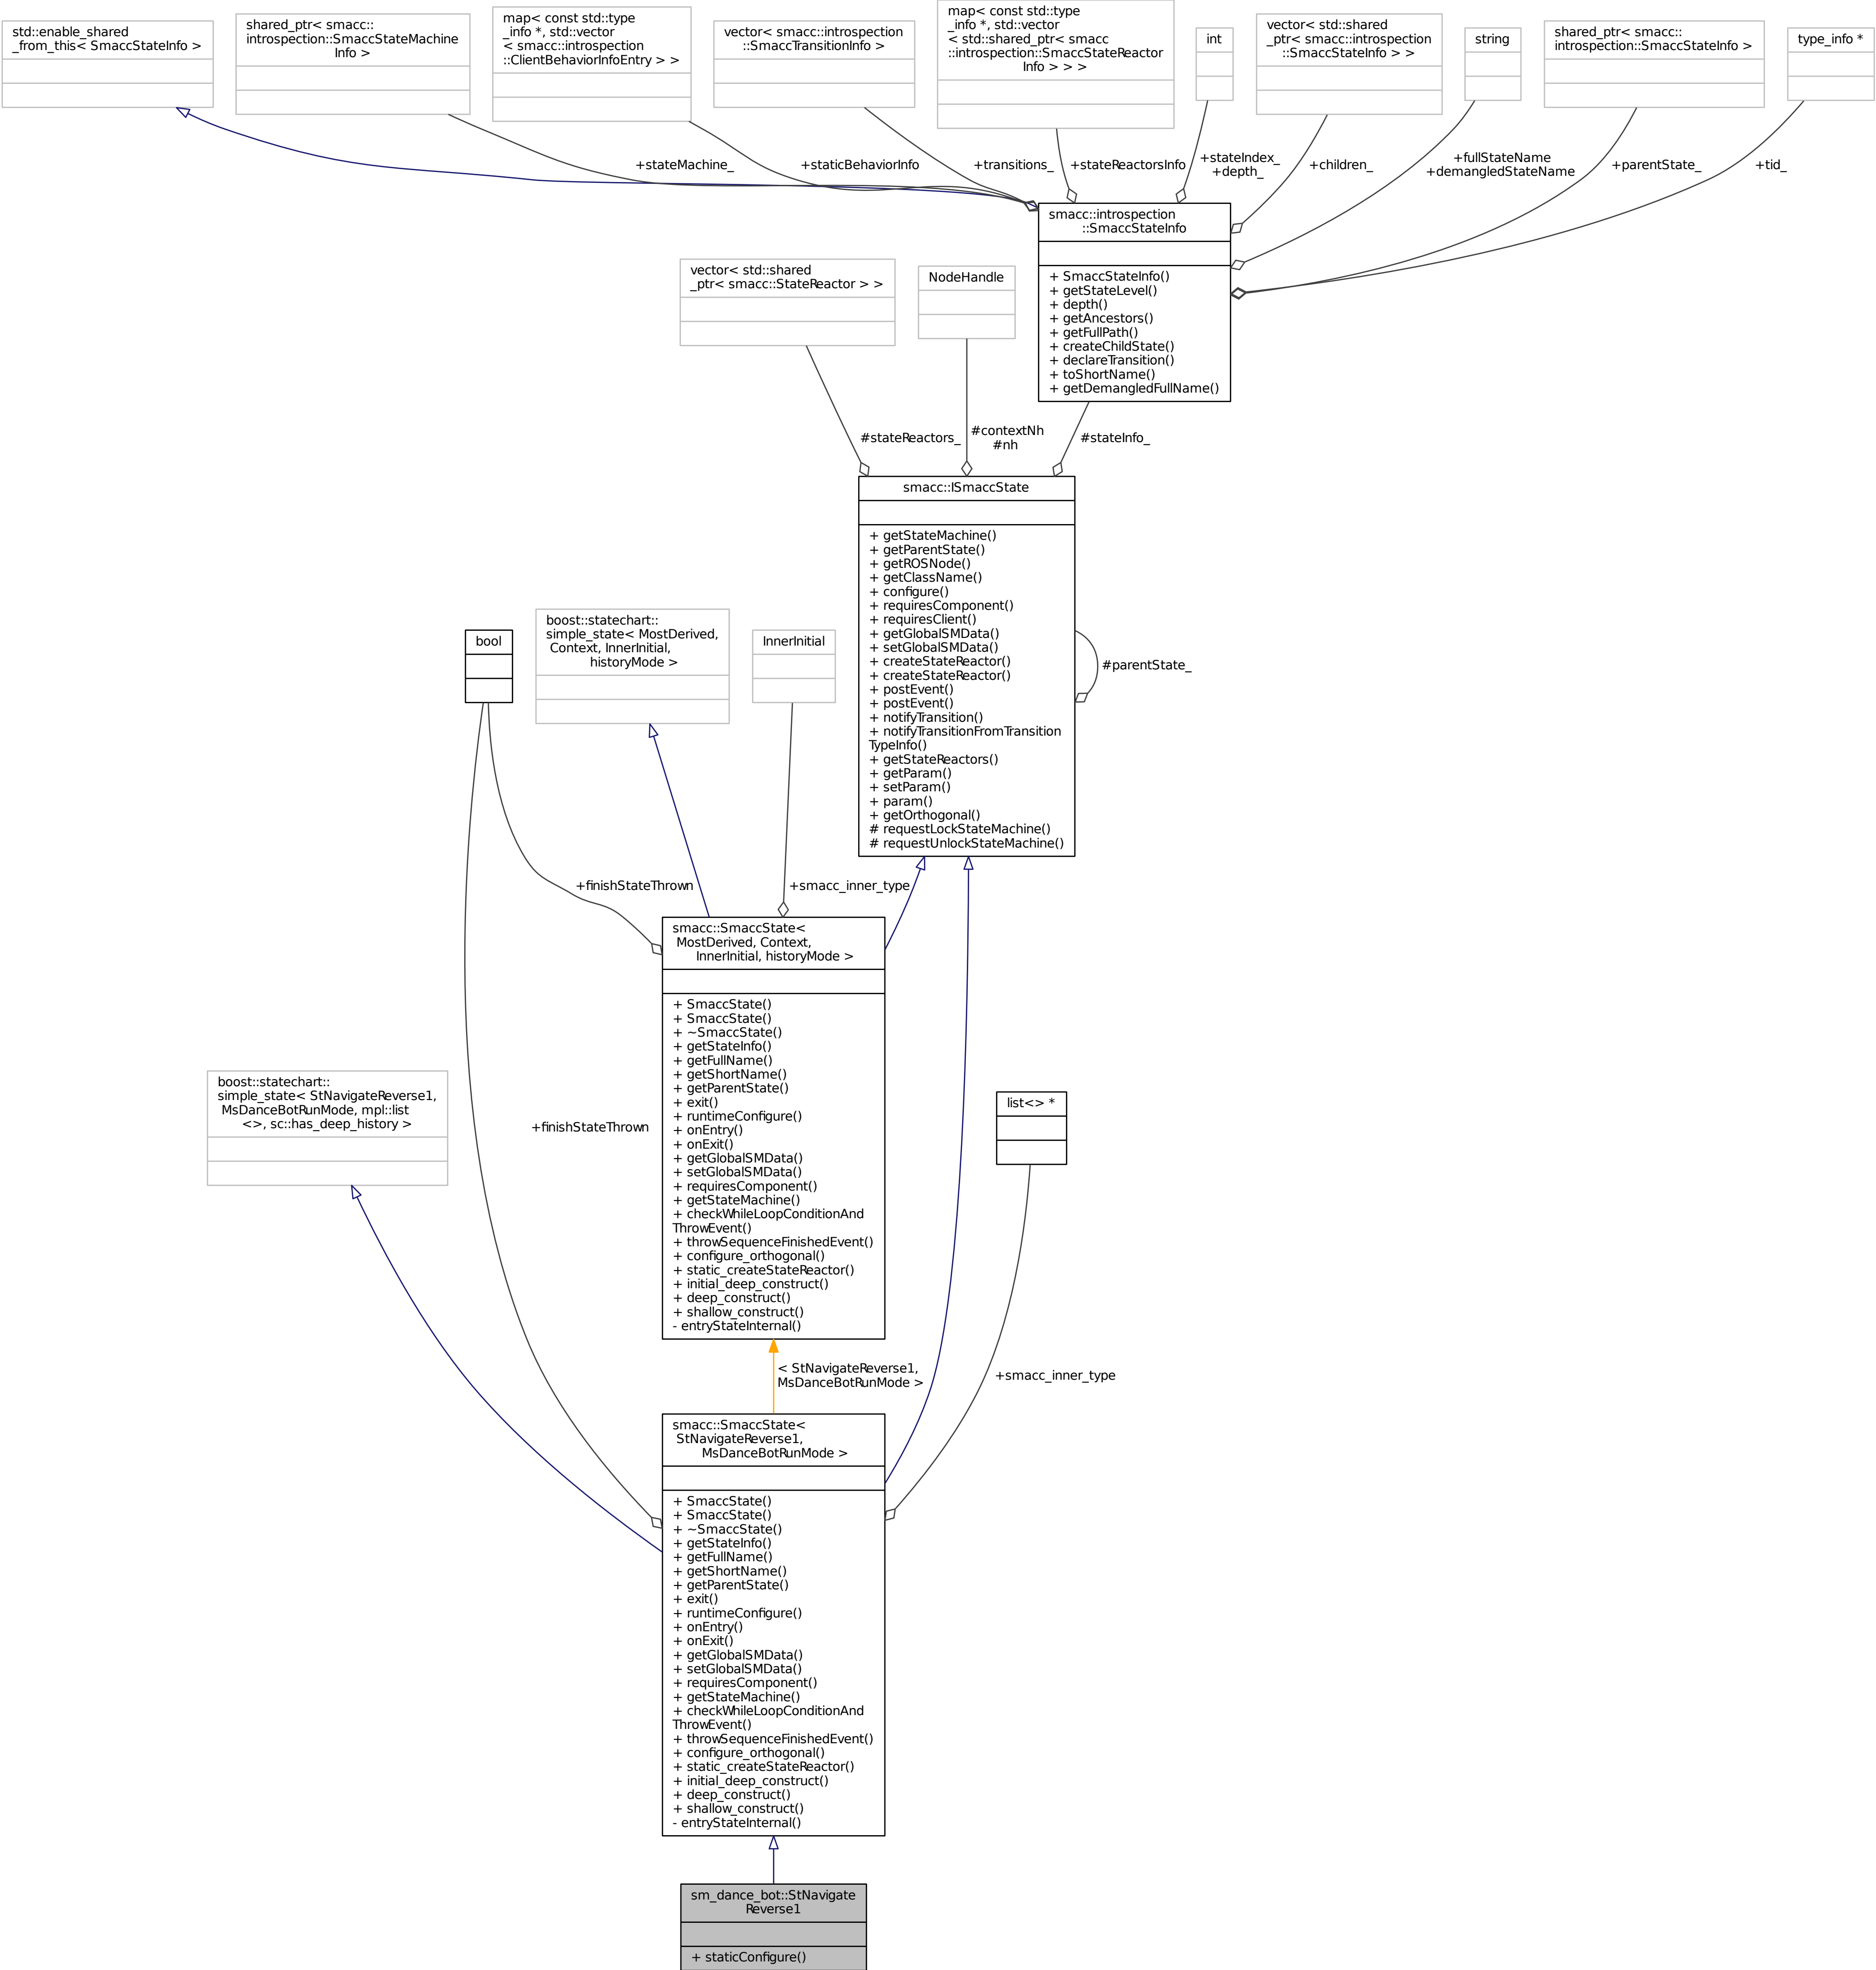 std::enable_shared
_from_this< SmaccStateInfo >
shared_ptr< smacc::
introspection::SmaccStateMachine
Info >
map< const std::type
_info *, std::vector
< smacc::introspection
::ClientBehaviorInfoEntry > >
vector< smacc::introspection
::SmaccTransitionInfo >
map< const std::type
_info *, std::vector
< std::shared_ptr< smacc
::introspection::SmaccStateReactor
Info > > >
int
vector< std::shared
_ptr< smacc::introspection
::SmaccStateInfo > >
string
shared_ptr< smacc::
introspection::SmaccStateInfo >
type_info *
+stateMachine_
+staticBehaviorInfo
+transitions_
+stateReactorsInfo
+stateIndex_
+depth_
+children_
+fullStateName
+demangledStateName
+parentState_
+tid_
smacc::introspection
::SmaccStateInfo
+ SmaccStateInfo()
+ getStateLevel()
+ depth()
+ getAncestors()
+ getFullPath()
+ createChildState()
+ declareTransition()
+ toShortName()
+ getDemangledFullName()
vector< std::shared
_ptr< smacc::StateReactor > >
NodeHandle
#stateReactors_
#contextNh
#nh
#stateInfo_
smacc::ISmaccState
+ getStateMachine()
+ getParentState()
+ getROSNode()
+ getClassName()
+ configure()
+ requiresComponent()
+ requiresClient()
+ getGlobalSMData()
+ setGlobalSMData()
+ createStateReactor()
+ createStateReactor()
+ postEvent()
+ postEvent()
+ notifyTransition()
+ notifyTransitionFromTransition
TypeInfo()
+ getStateReactors()
+ getParam()
+ setParam()
+ param()
+ getOrthogonal()
# requestLockStateMachine()
# requestUnlockStateMachine()
#parentState_
bool
boost::statechart::
simple_state< MostDerived,
Context, InnerInitial,
historyMode >
InnerInitial
+finishStateThrown
+smacc_inner_type
smacc::SmaccState<
MostDerived, Context,
InnerInitial, historyMode >
+ SmaccState()
+ SmaccState()
+ ~SmaccState()
+ getStateInfo()
+ getFullName()
+ getShortName()
+ getParentState()
+ exit()
+ runtimeConfigure()
+ onEntry()
+ onExit()
+ getGlobalSMData()
+ setGlobalSMData()
+ requiresComponent()
+ getStateMachine()
+ checkWhileLoopConditionAnd
ThrowEvent()
+ throwSequenceFinishedEvent()
+ configure_orthogonal()
+ static_createStateReactor()
+ initial_deep_construct()
+ deep_construct()
+ shallow_construct()
- entryStateInternal()
boost::statechart::
simple_state< StNavigateReverse1,
MsDanceBotRunMode, mpl::list
<>, sc::has_deep_history >
+finishStateThrown
list<> *
< StNavigateReverse1,
MsDanceBotRunMode >
+smacc_inner_type
smacc::SmaccState<
StNavigateReverse1,
MsDanceBotRunMode >
+ SmaccState()
+ SmaccState()
+ ~SmaccState()
+ getStateInfo()
+ getFullName()
+ getShortName()
+ getParentState()
+ exit()
+ runtimeConfigure()
+ onEntry()
+ onExit()
+ getGlobalSMData()
+ setGlobalSMData()
+ requiresComponent()
+ getStateMachine()
+ checkWhileLoopConditionAnd
ThrowEvent()
+ throwSequenceFinishedEvent()
+ configure_orthogonal()
+ static_createStateReactor()
+ initial_deep_construct()
+ deep_construct()
+ shallow_construct()
- entryStateInternal()
sm_dance_bot::StNavigate
Reverse1
+ staticConfigure()